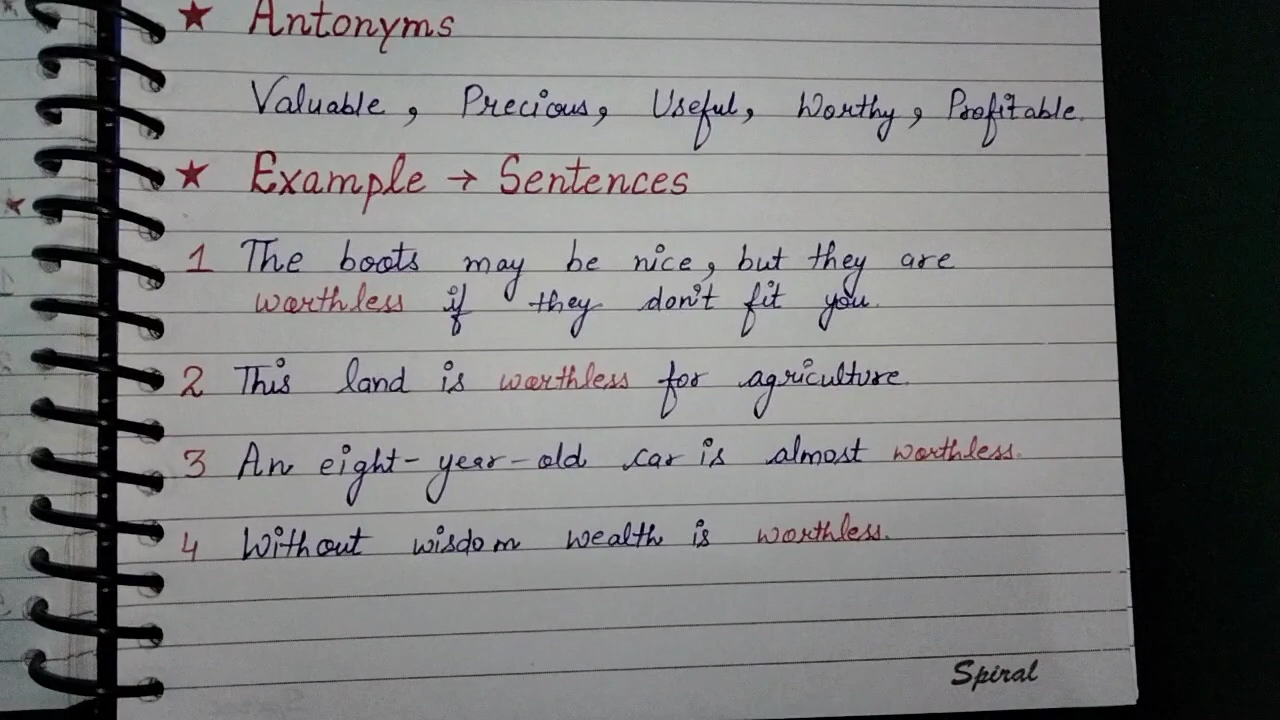 ★ Antonyms
Valuable, Precious, Useful, Worthy, Profitable.
★ Example → Sentences
1 The boots may be nice, but they are
worthless if they don't fit you.
2 This land is worthless for agriculture.
3 An eight-year-old car is almost worthless.
4 Without wisdom wealth is worthless.
Spiral